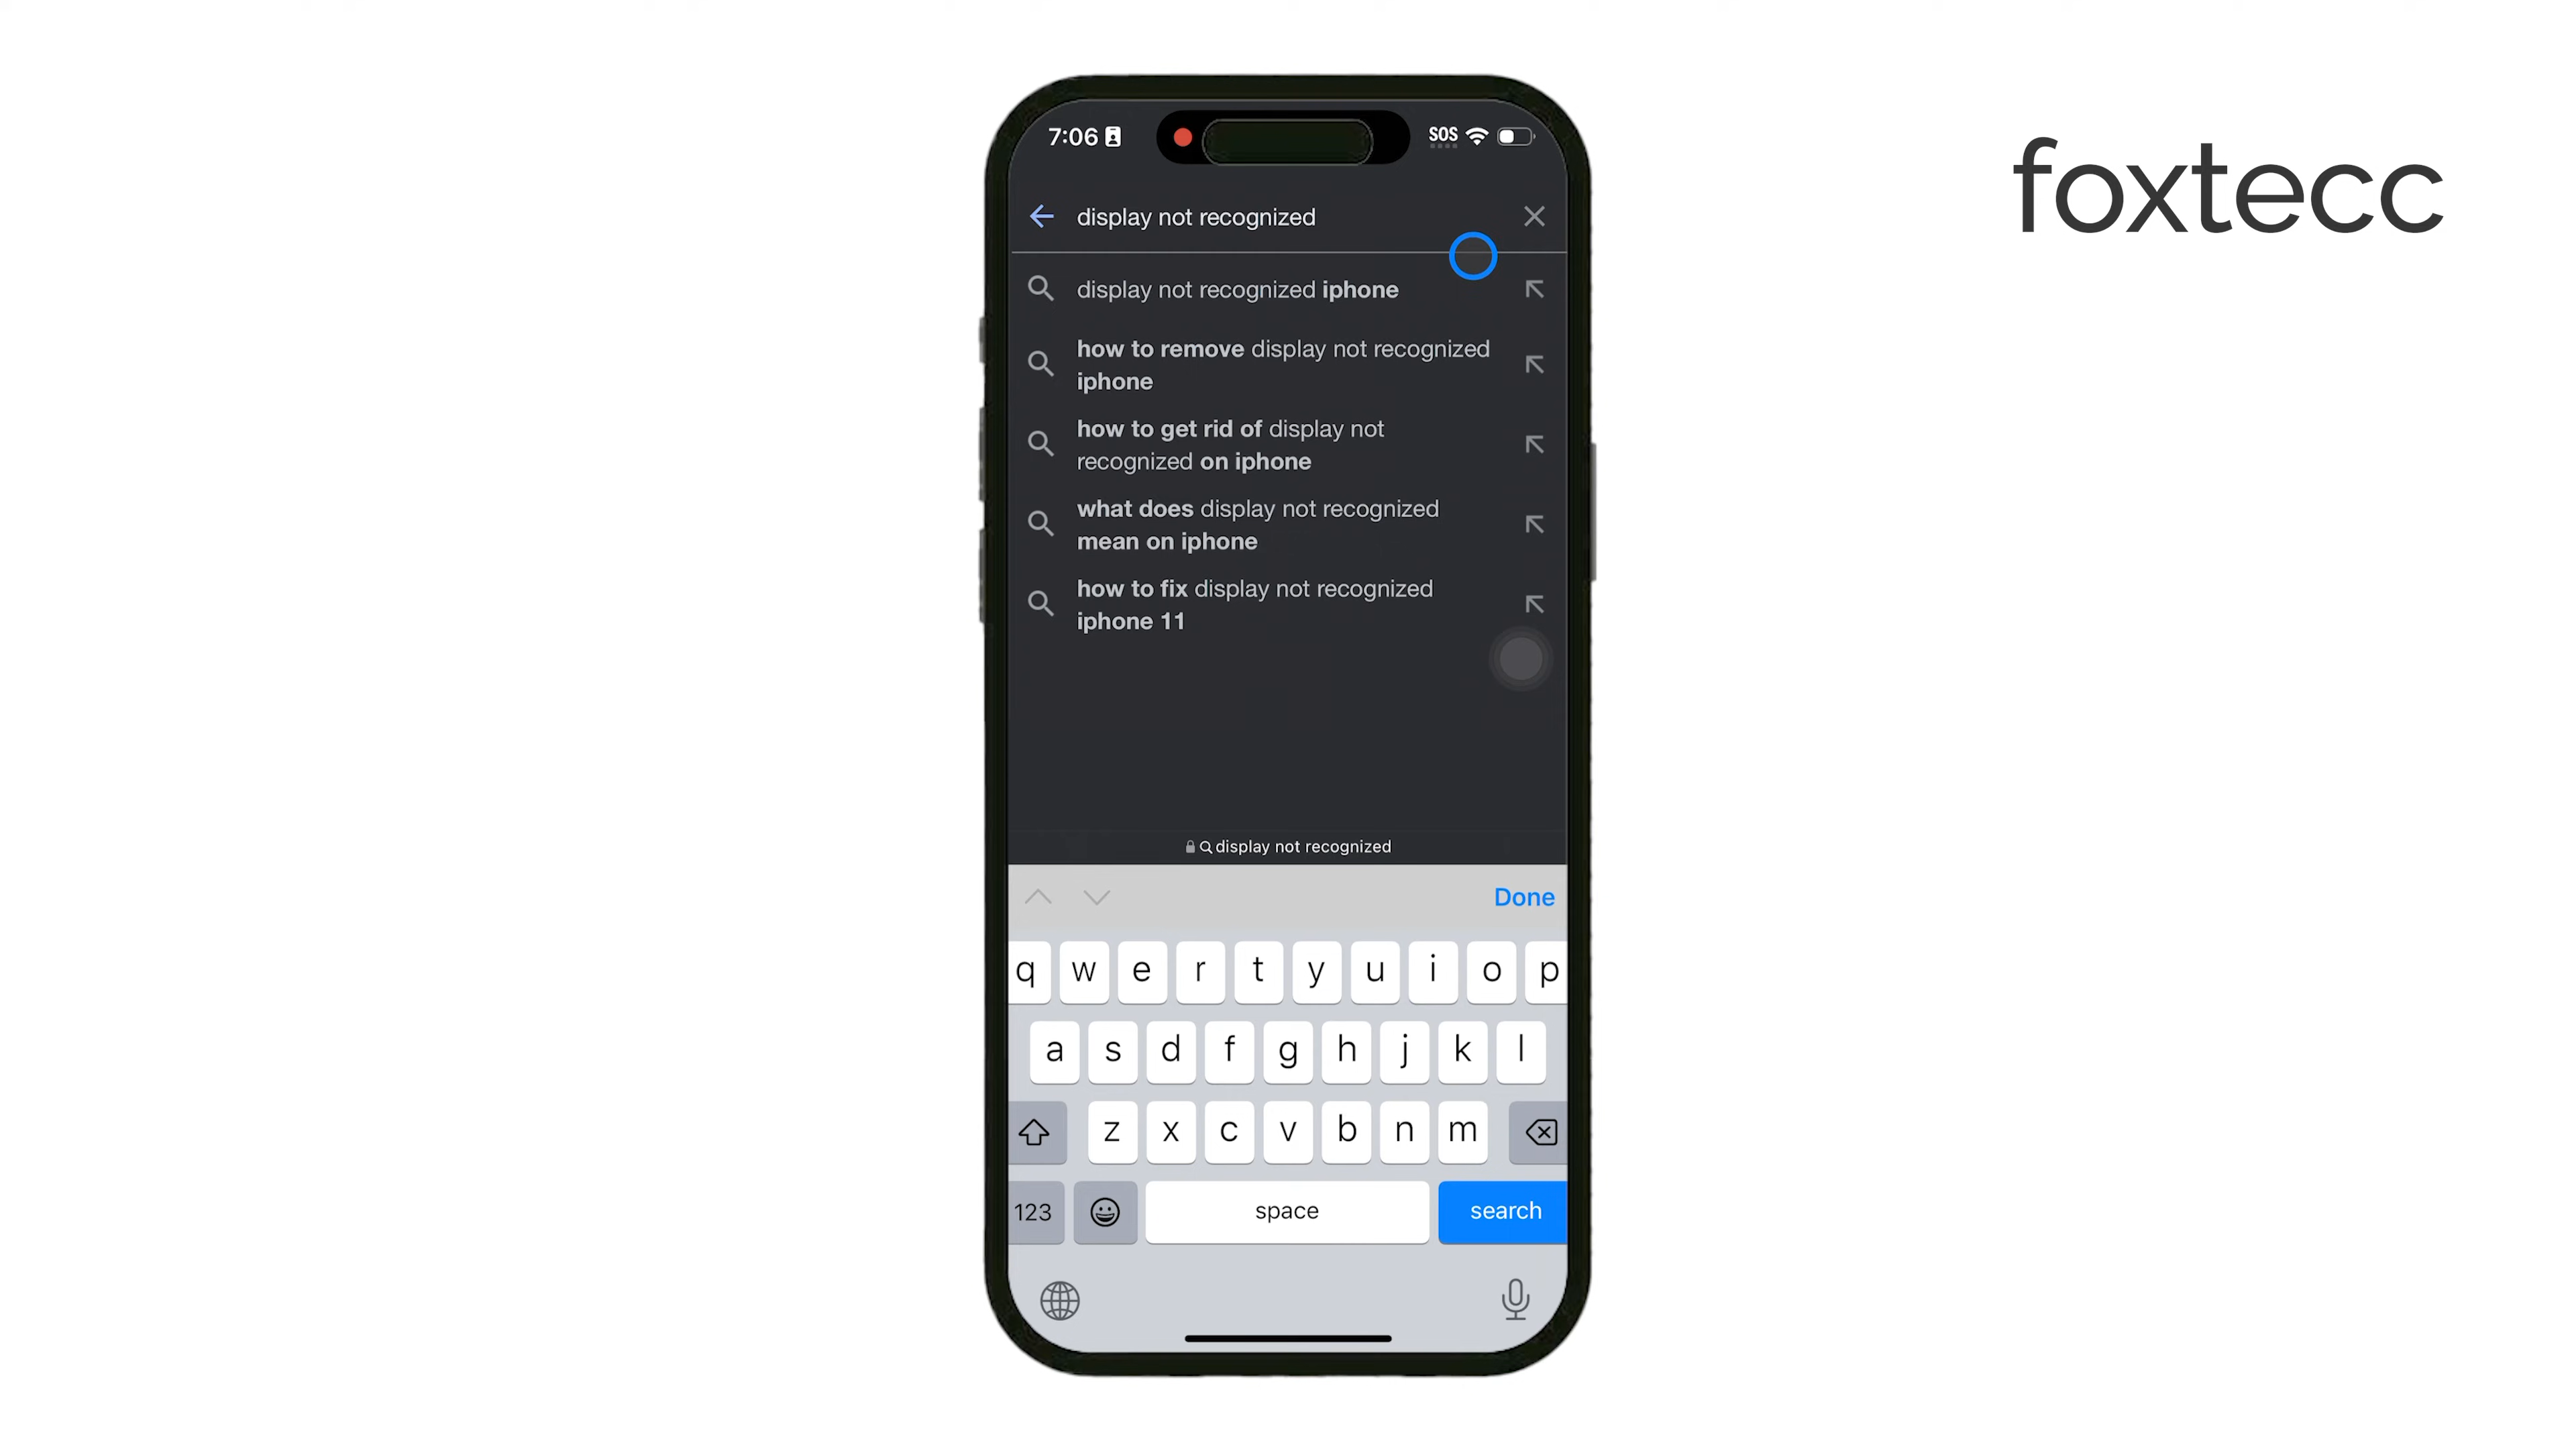 foxtecc
7:06
SOS
display not recognized
display not recognized iphone
how to remove display not recognized
iphone
how to get rid of display not
recognized on iphone
what does display not recognized
mean on iphone
how to fix display not recognized
iphone 11
display not recognized
Done
q w e r t y u i o p
a s d f g h j k l
z x c v b n m
123 space search